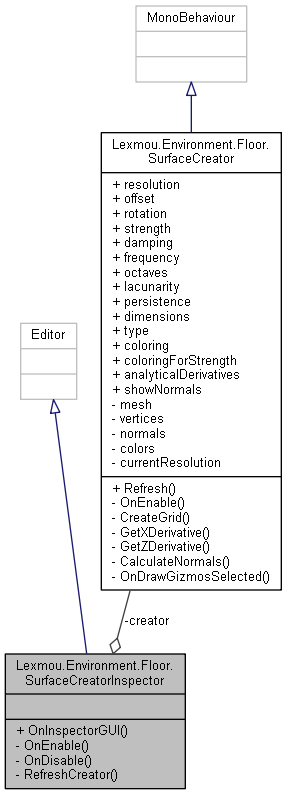 MonoBehaviour
Lexmou.Environment.Floor.
SurfaceCreator
+ resolution
+ offset
+ rotation
+ strength
+ damping
+ frequency
+ octaves
+ lacunarity
+ persistence
+ dimensions
+ type
+ coloring
+ coloringForStrength
+ analyticalDerivatives
+ showNormals
- mesh
- vertices
- normals
- colors
- currentResolution
+ Refresh()
- OnEnable()
- CreateGrid()
- GetXDerivative()
- GetZDerivative()
- CalculateNormals()
- OnDrawGizmosSelected()
Editor
-creator
Lexmou.Environment.Floor.
SurfaceCreatorInspector
+ OnInspectorGUI()
- OnEnable()
- OnDisable()
- RefreshCreator()